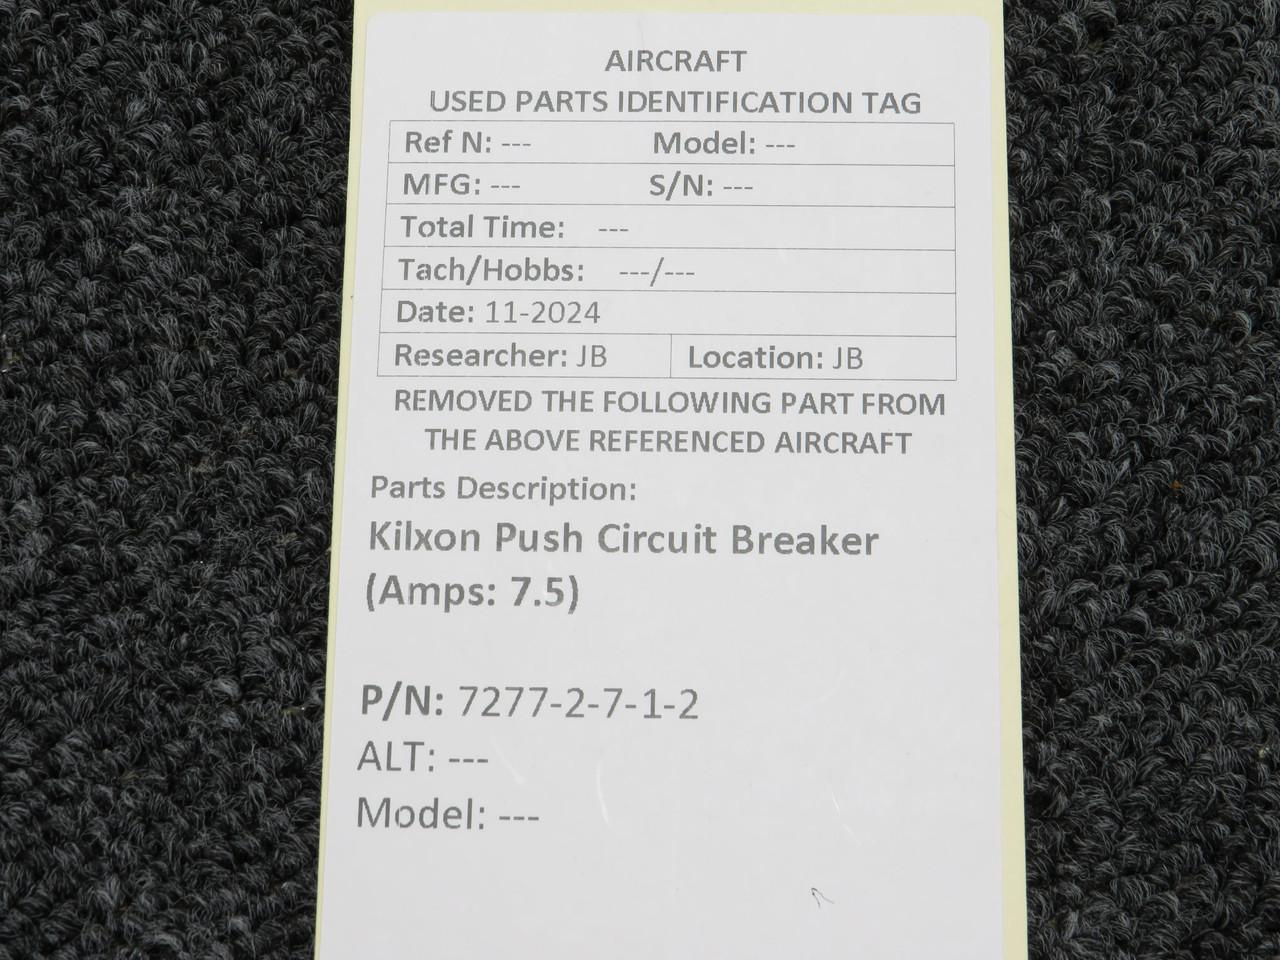 AIRCRAFT
USED PARTS IDENTIFICATION TAG
Ref N: --- Model: ---
MFG: --- S/N: ---
Total Time: ---
Tach/Hobbs: ---/---
Date: 11-2024
Researcher: JB Location: JB
REMOVED THE FOLLOWING PART FROM
THE ABOVE REFERENCED AIRCRAFT
Parts Description:
Kilxon Push Circuit Breaker
(Amps: 7.5)
P/N: 7277-2-7-1-2
ALT: ---
Model: ---